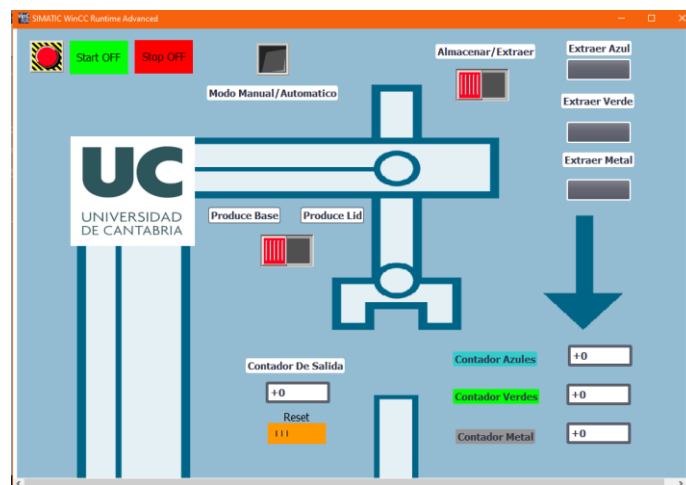 SIMATIC WinCC Runtime Advanced
Start OFF
Stop OFF
Almacenar/Extraer
Extraer Azul
Modo Manual/Automatico
Extraer Verde
Extraer Metal
UC
UNIVERSIDAD
DE CANTABRIA
Produce Base
Produce Lid
Contador De Salida
+0
Reset
Contador Azules
+0
Contador Verdes
+0
Contador Metal
+0